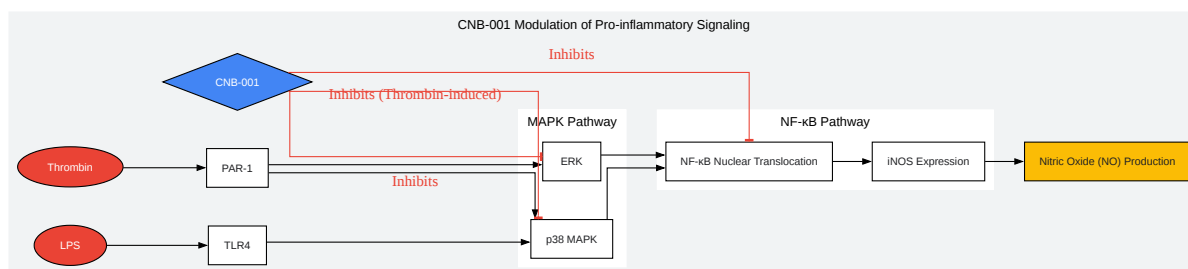 CNB-001 Modulation of Pro-inflammatory Signaling
Inhibits
CNB-001
Inhibits (Thrombin-induced)
MAPK Pathway
NF-κB Pathway
Thrombin
PAR-1
ERK
NF-κB Nuclear Translocation
iNOS Expression
Nitric Oxide (NO) Production
Inhibits
LPS
TLR4
p38 MAPK